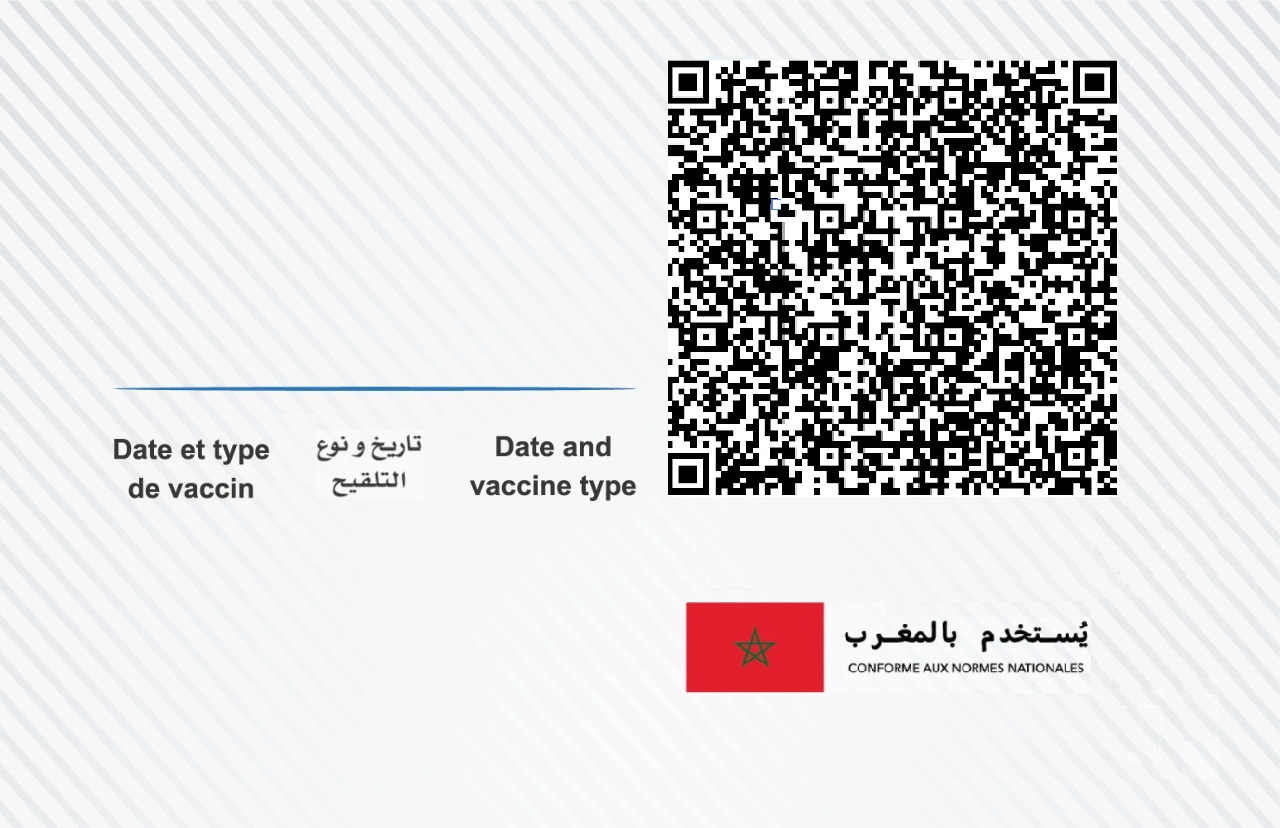 Date et type
de vaccin
تاريخ و نوع
التلقيح
Date and
vaccine type
يُستخدم بالمغرب
CONFORME AUX NORMES NATIONALES